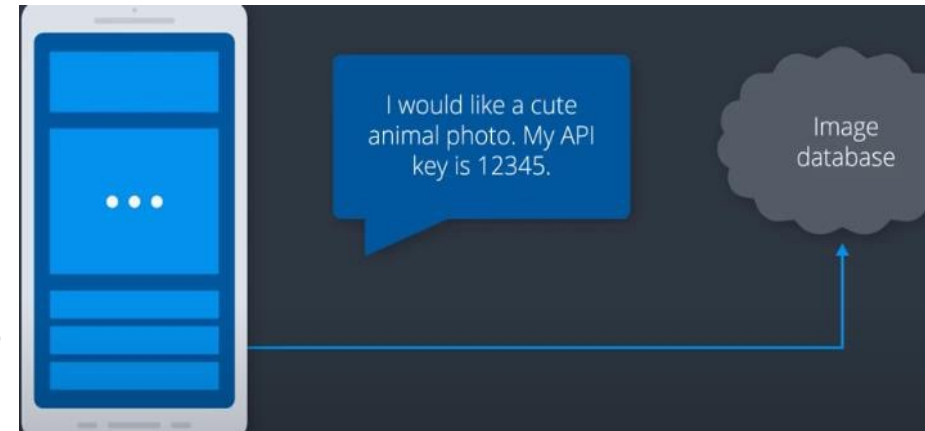 I would like a cute
animal photo. My API
key is 12345.
Image
database